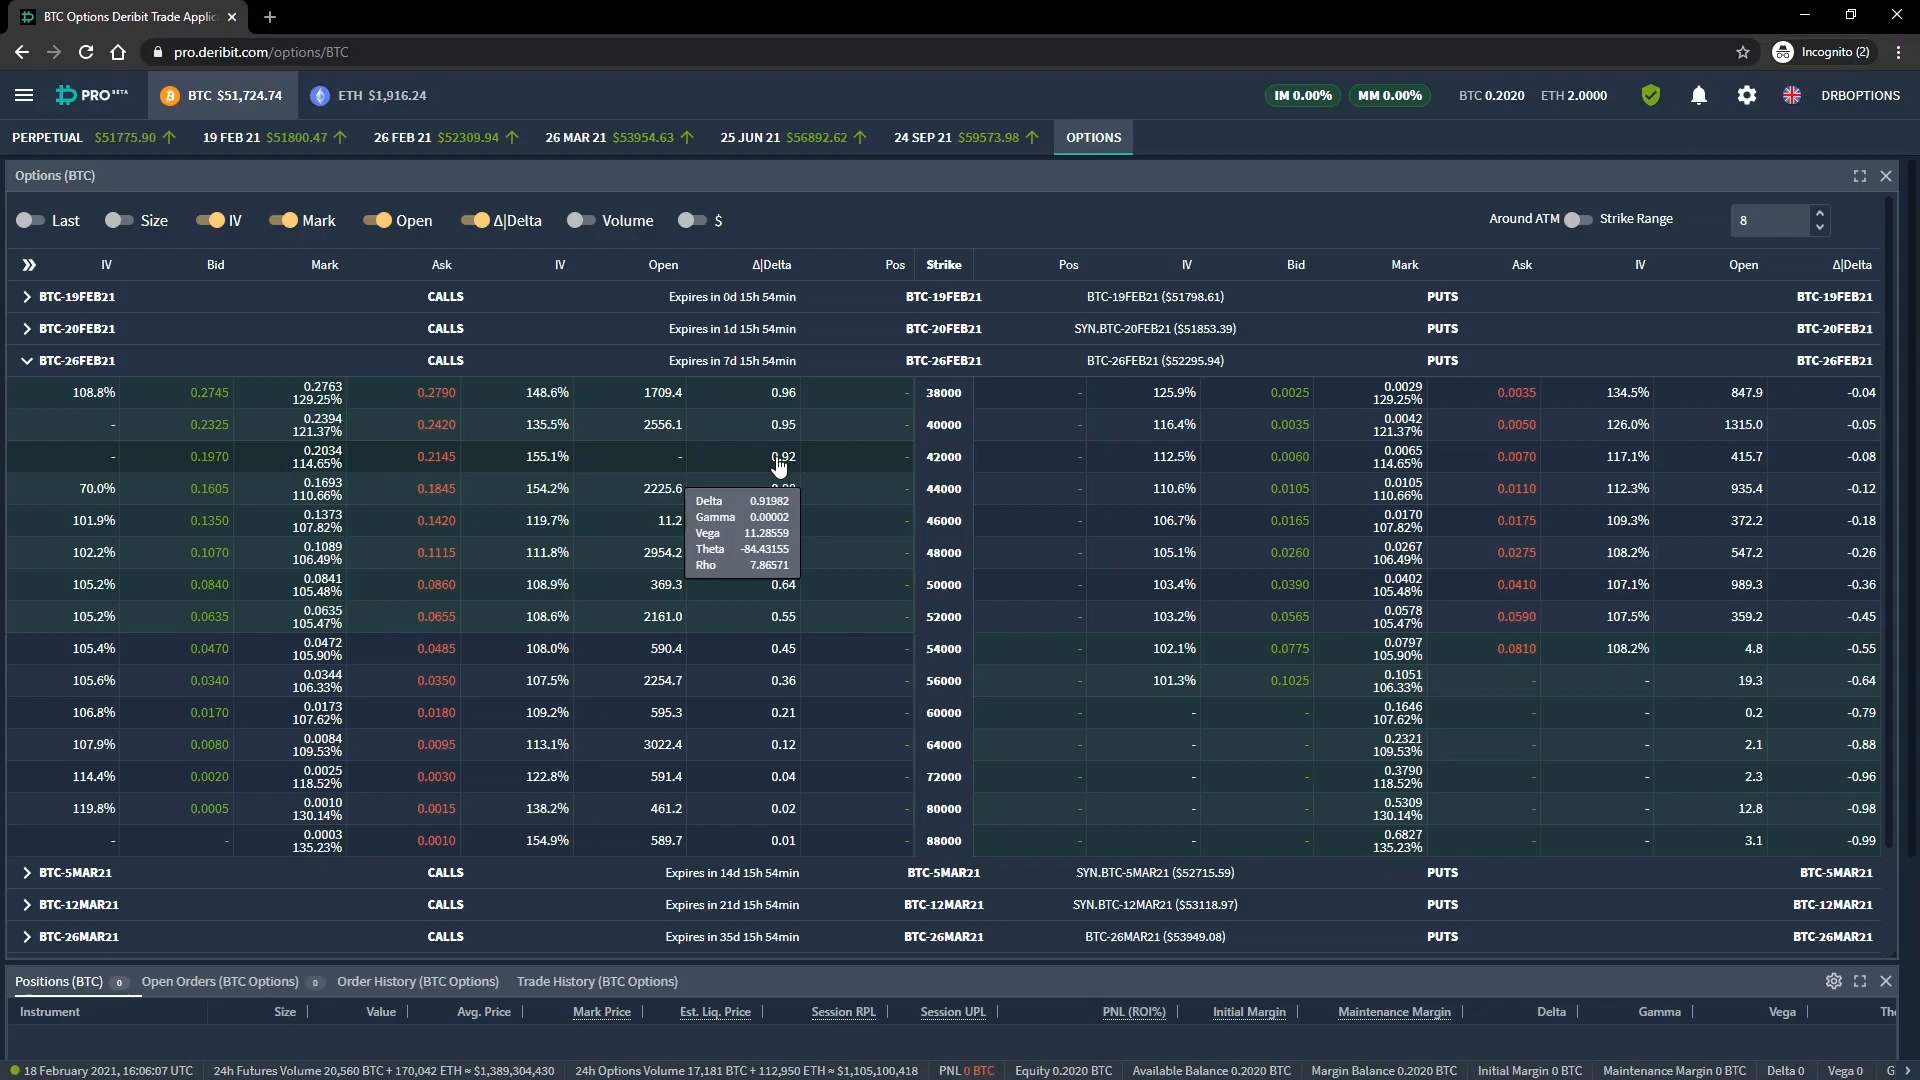 BTC Options Deribit Trade Applic
pro.deribit.com/options/BTC
Incognito (2)
PRO BETA
BTC $51,724.74
ETH $1,916.24
IM 0.00%
MM 0.00%
BTC 0.2020
ETH 2.0000
DRBOPTIONS
PERPETUAL $51775.90
19 FEB 21 $51800.47
26 FEB 21 $52309.94
26 MAR 21 $53954.63
25 JUN 21 $56892.62
24 SEP 21 $59573.98
OPTIONS
Options (BTC)
Last Size IV Mark Open Δ|Delta Volume $ Around ATM Strike Range 8
IV Bid Mark Ask IV Open Δ|Delta Pos Strike Pos IV Bid Mark Ask IV Open Δ|Delta
BTC-19FEB21 CALLS Expires in 0d 15h 54min BTC-19FEB21 BTC-19FEB21 ($51798.61) PUTS BTC-19FEB21
BTC-20FEB21 CALLS Expires in 1d 15h 54min BTC-20FEB21 SYN.BTC-20FEB21 ($51853.39) PUTS BTC-20FEB21
BTC-26FEB21 CALLS Expires in 7d 15h 54min BTC-26FEB21 BTC-26FEB21 ($52295.94) PUTS BTC-26FEB21
108.8% 0.2745 0.2763 129.25% 0.2790 148.6% 1709.4 0.96 - 38000 - 125.9% 0.0025 0.0029 129.25% 0.0035 134.5% 847.9 -0.04
- 0.2325 0.2394 121.37% 0.2420 135.5% 2556.1 0.95 - 40000 - 116.4% 0.0035 0.0042 121.37% 0.0050 126.0% 1315.0 -0.05
- 0.1970 0.2034 114.65% 0.2145 155.1% - 0.92 - 42000 - 112.5% 0.0060 0.0065 114.65% 0.0070 117.1% 415.7 -0.08
70.0% 0.1605 0.1693 110.66% 0.1845 154.2% 2225.6 - 44000 - 110.6% 0.0105 0.0105 110.66% 0.0110 112.3% 935.4 -0.12
101.9% 0.1350 0.1373 107.82% 0.1420 119.7% 11.2 - 46000 - 106.7% 0.0165 0.0170 107.82% 0.0175 109.3% 372.2 -0.18
102.2% 0.1070 0.1089 106.49% 0.1115 111.8% 2954.2 - 48000 - 105.1% 0.0260 0.0267 106.49% 0.0275 108.2% 547.2 -0.26
105.2% 0.0840 0.0841 105.48% 0.0860 108.9% 369.3 0.64 - 50000 - 103.4% 0.0390 0.0402 105.48% 0.0410 107.1% 989.3 -0.36
105.2% 0.0635 0.0635 105.47% 0.0655 108.6% 2161.0 0.55 - 52000 - 103.2% 0.0565 0.0578 105.47% 0.0590 107.5% 359.2 -0.45
105.4% 0.0470 0.0472 105.90% 0.0485 108.0% 590.4 0.45 - 54000 - 102.1% 0.0775 0.0797 105.90% 0.0810 108.2% 4.8 -0.55
105.6% 0.0340 0.0344 106.33% 0.0350 107.5% 2254.7 0.36 - 56000 - 101.3% 0.1025 0.1051 106.33% - - 19.3 -0.64
106.8% 0.0170 0.0173 107.62% 0.0180 109.2% 595.3 0.21 - 60000 - - - 0.1646 107.62% - - 0.2 -0.79
107.9% 0.0080 0.0084 109.53% 0.0095 113.1% 3022.4 0.12 - 64000 - - - 0.2321 109.53% - - 2.1 -0.88
114.4% 0.0020 0.0025 118.52% 0.0030 122.8% 591.4 0.04 - 72000 - - - 0.3790 118.52% - - 2.3 -0.96
119.8% 0.0005 0.0010 130.14% 0.0015 138.2% 461.2 0.02 - 80000 - - - 0.5309 130.14% - - 12.8 -0.98
- - 0.0003 135.23% 0.0010 154.9% 589.7 0.01 - 88000 - - - 0.6827 135.23% - - 3.1 -0.99
Delta 0.91982
Gamma 0.00002
Vega 11.28559
Theta -84.43155
Rho 7.86571
BTC-5MAR21 CALLS Expires in 14d 15h 54min BTC-5MAR21 SYN.BTC-5MAR21 ($52715.59) PUTS BTC-5MAR21
BTC-12MAR21 CALLS Expires in 21d 15h 54min BTC-12MAR21 SYN.BTC-12MAR21 ($53118.97) PUTS BTC-12MAR21
BTC-26MAR21 CALLS Expires in 35d 15h 54min BTC-26MAR21 BTC-26MAR21 ($53949.08) PUTS BTC-26MAR21
Positions (BTC) 0 Open Orders (BTC Options) 0 Order History (BTC Options) Trade History (BTC Options)
Instrument Size Value Avg. Price Mark Price Est. Liq. Price Session RPL Session UPL PNL (ROI%) Initial Margin Maintenance Margin Delta Gamma Vega Th
18 February 2021, 16:06:07 UTC 24h Futures Volume 20,560 BTC + 170,042 ETH ≈ $1,389,304,430 24h Options Volume 17,181 BTC + 112,950 ETH ≈ $1,105,100,418 PNL 0 BTC Equity 0.2020 BTC Available Balance 0.2020 BTC Margin Balance 0.2020 BTC Initial Margin 0 BTC Maintenance Margin 0 BTC Delta 0 Vega 0 G